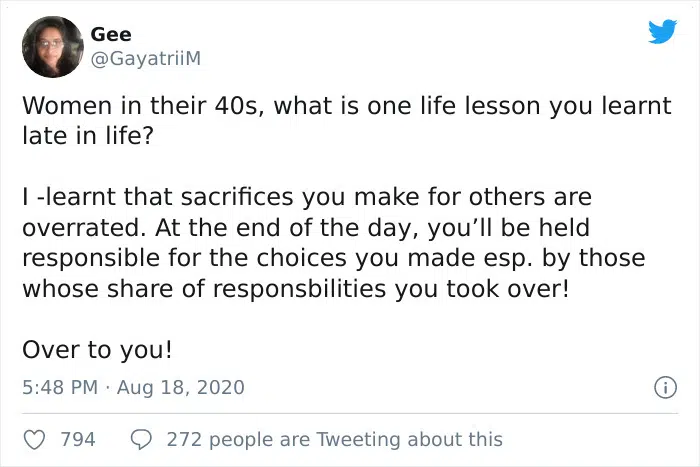 Gee
@GayatriiM
Women in their 40s, what is one life lesson you learnt
late in life?
I -learnt that sacrifices you make for others are
overrated. At the end of the day, you’ll be held
responsible for the choices you made esp. by those
whose share of responsbilities you took over!
Over to you!
5:48 PM · Aug 18, 2020
794
272 people are Tweeting about this